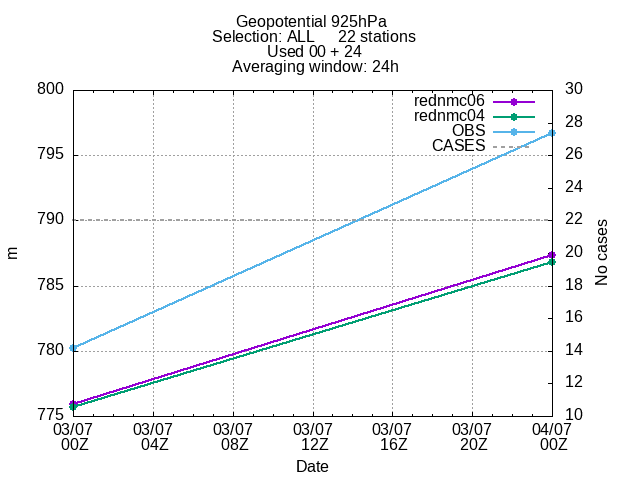 Geopotential 925hPa
Selection: ALL 22 stations
Used 00 + 24
Averaging window: 24h
rednmc06
rednmc04
OBS
CASES
800
795
790
785
780
775
m
30
28
26
24
22
20
18
16
14
12
10
No cases
03/07 03/07 03/07 03/07 03/07 03/07 04/07
00Z 04Z 08Z 12Z 16Z 20Z 00Z
Date